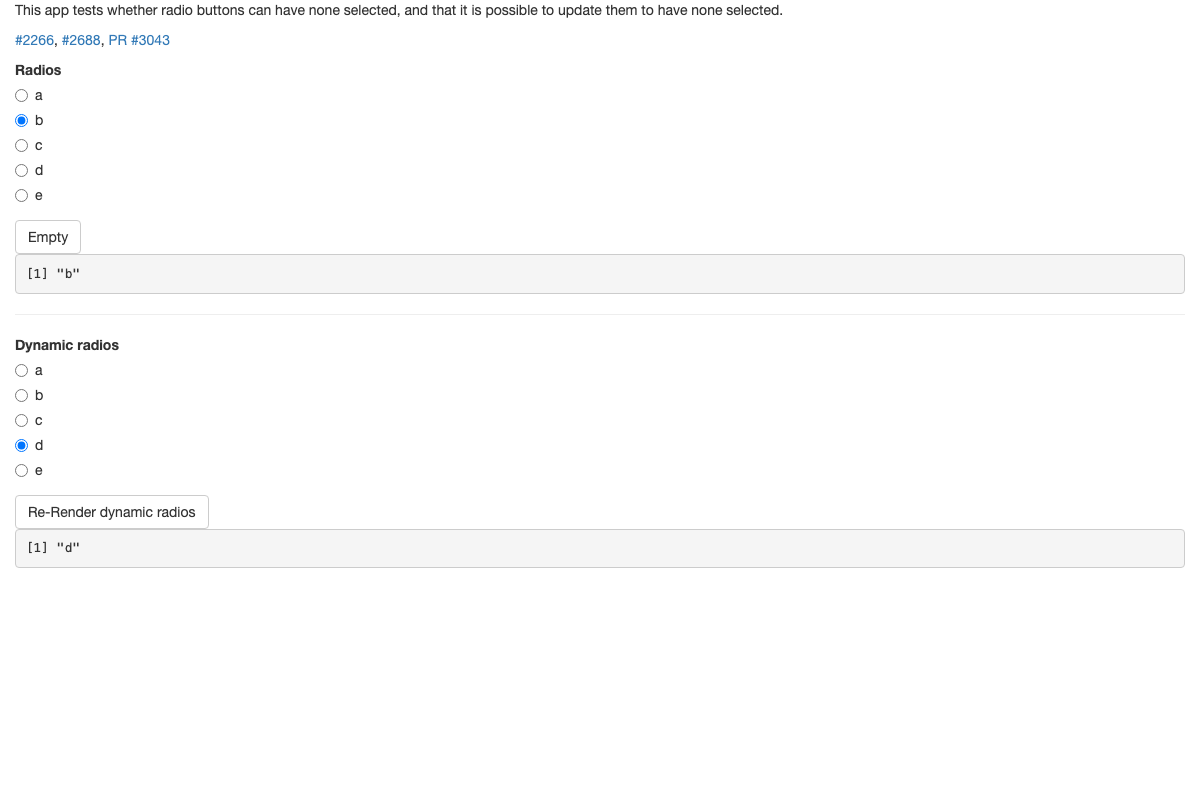 This app tests whether radio buttons can have none selected, and that it is possible to update them to have none selected.
#2266, #2688, PR #3043
Radios
a
b
c
d
e
Empty
[1] "b"
Dynamic radios
a
b
c
d
e
Re-Render dynamic radios
[1] "d"